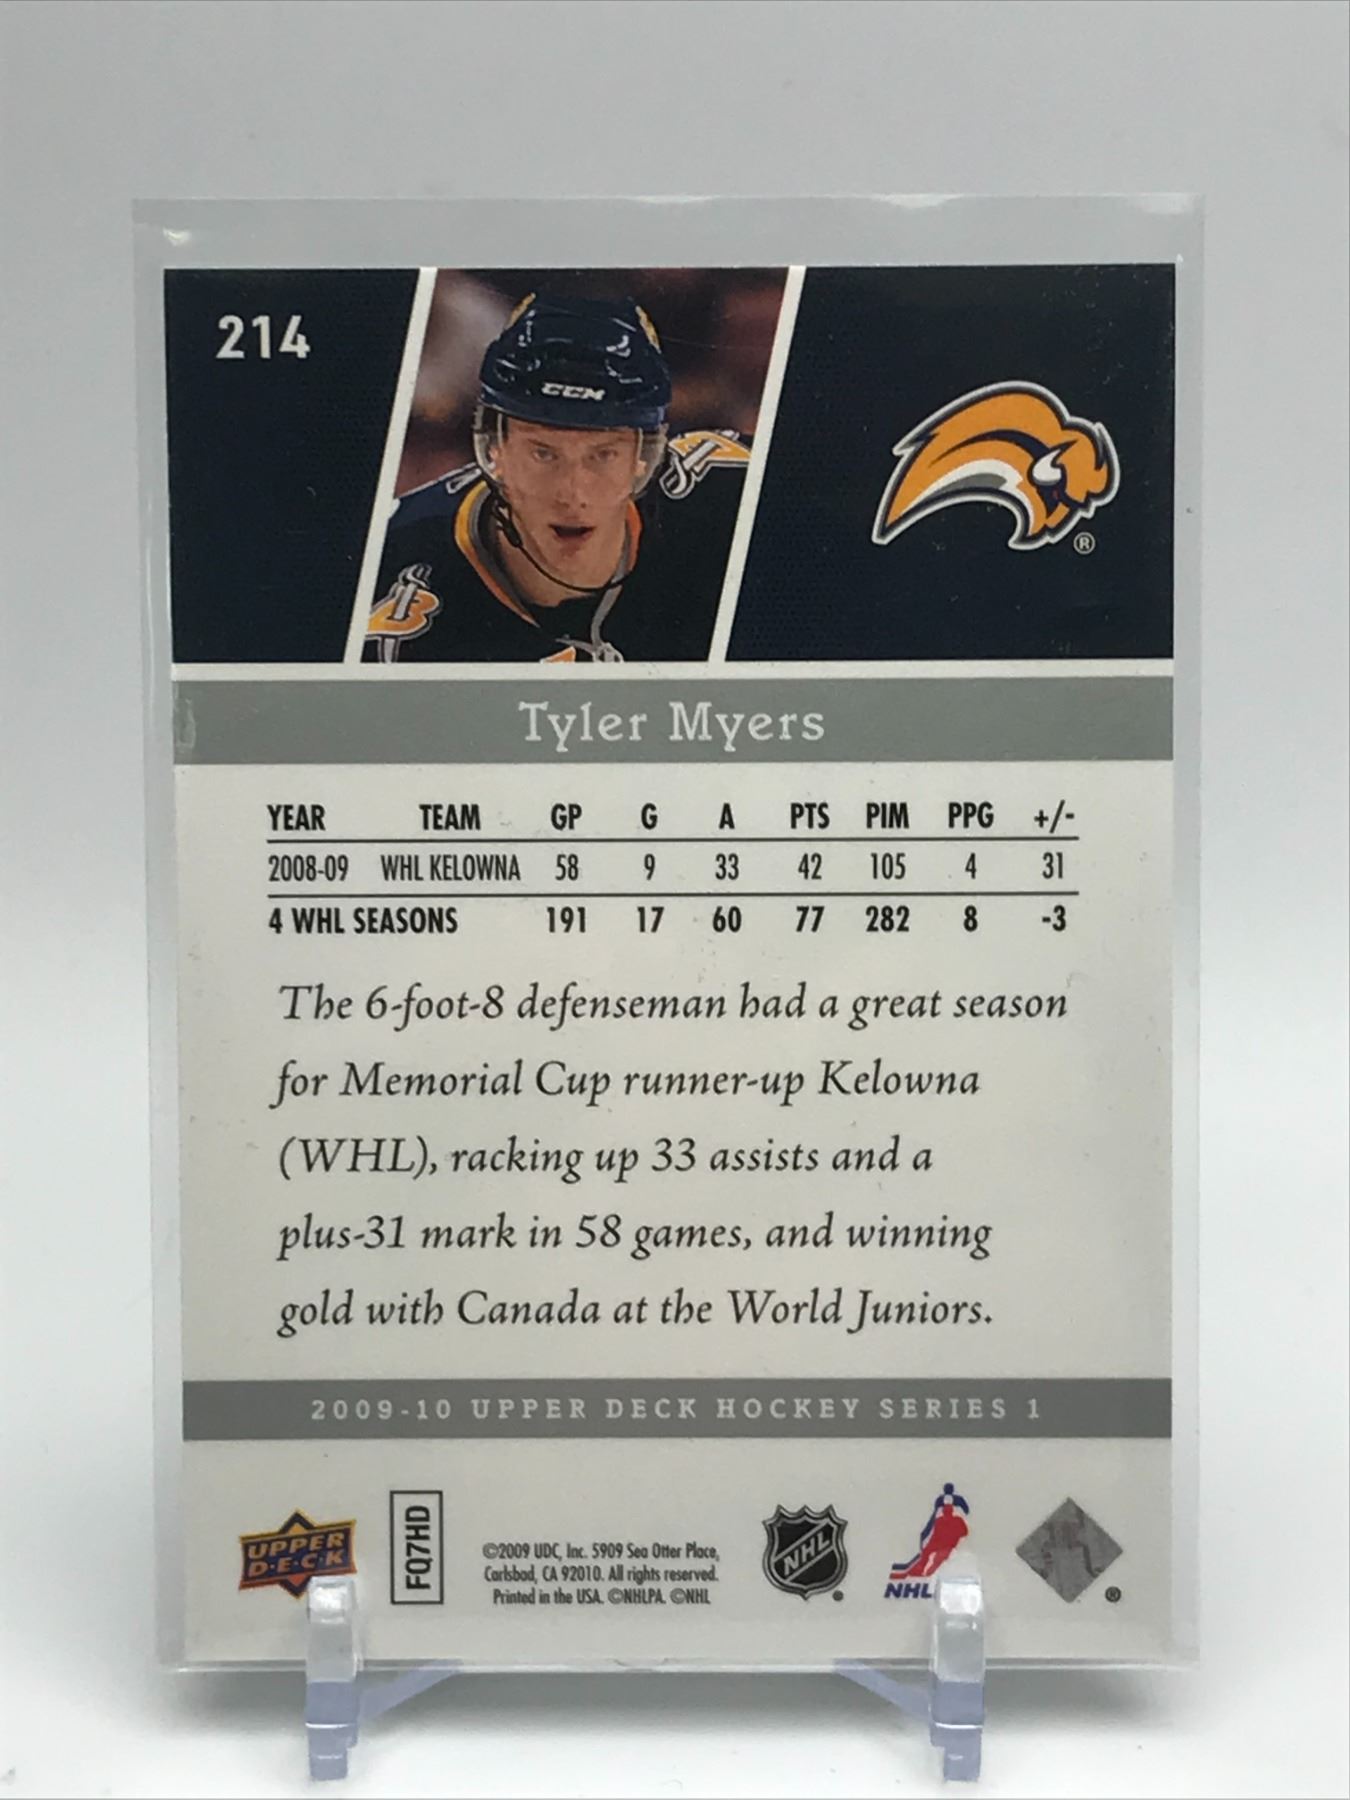 214
CCM
®
Tyler Myers
YEAR TEAM GP G A PTS PIM PPG +/-
2008-09 WHL KELOWNA 58 9 33 42 105 4 31
4 WHL SEASONS 191 17 60 77 282 8 -3
The 6-foot-8 defenseman had a great season
for Memorial Cup runner-up Kelowna
(WHL), racking up 33 assists and a
plus-31 mark in 58 games, and winning
gold with Canada at the World Juniors.
2009-10 UPPER DECK HOCKEY SERIES 1
UPPER
D·E·C·K
FQ7HD
©2009 UDC, Inc. 5909 Sea Otter Place,
Carlsbad, CA 92010. All rights reserved.
Printed in the USA. ©NHLPA. ©NHL
NHL
NHL
®